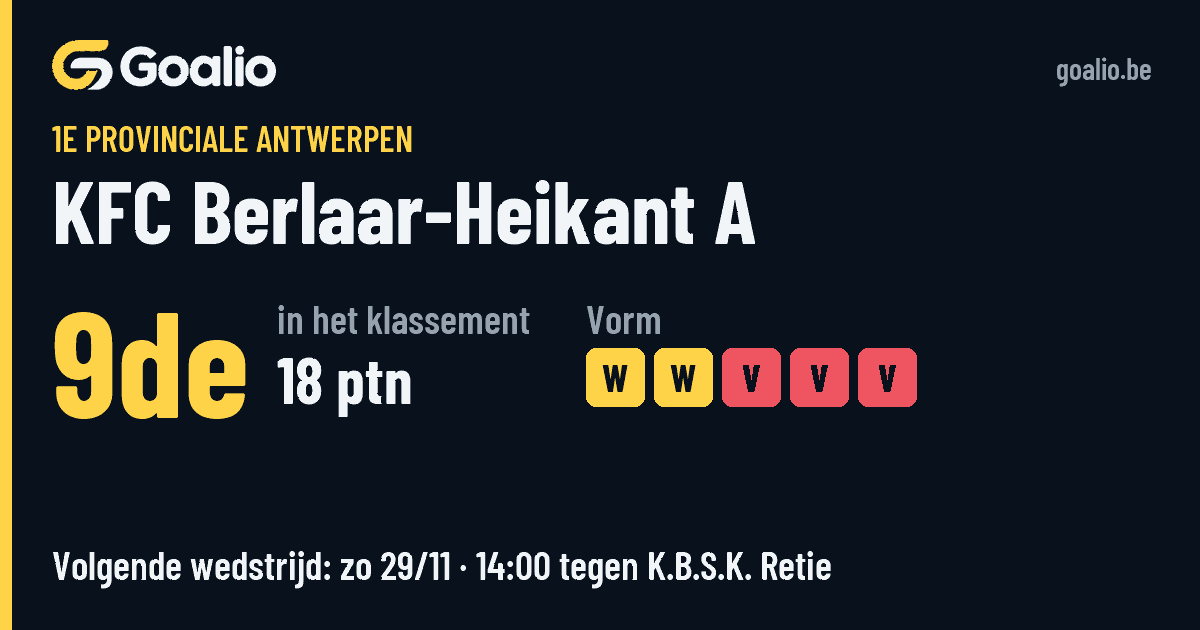 Goalio
goalio.be
1E PROVINCIALE ANTWERPEN
KFC Berlaar-Heikant A
9de
in het klassement
18 ptn
Vorm
W W V V V
Volgende wedstrijd: zo 29/11 · 14:00 tegen K.B.S.K. Retie